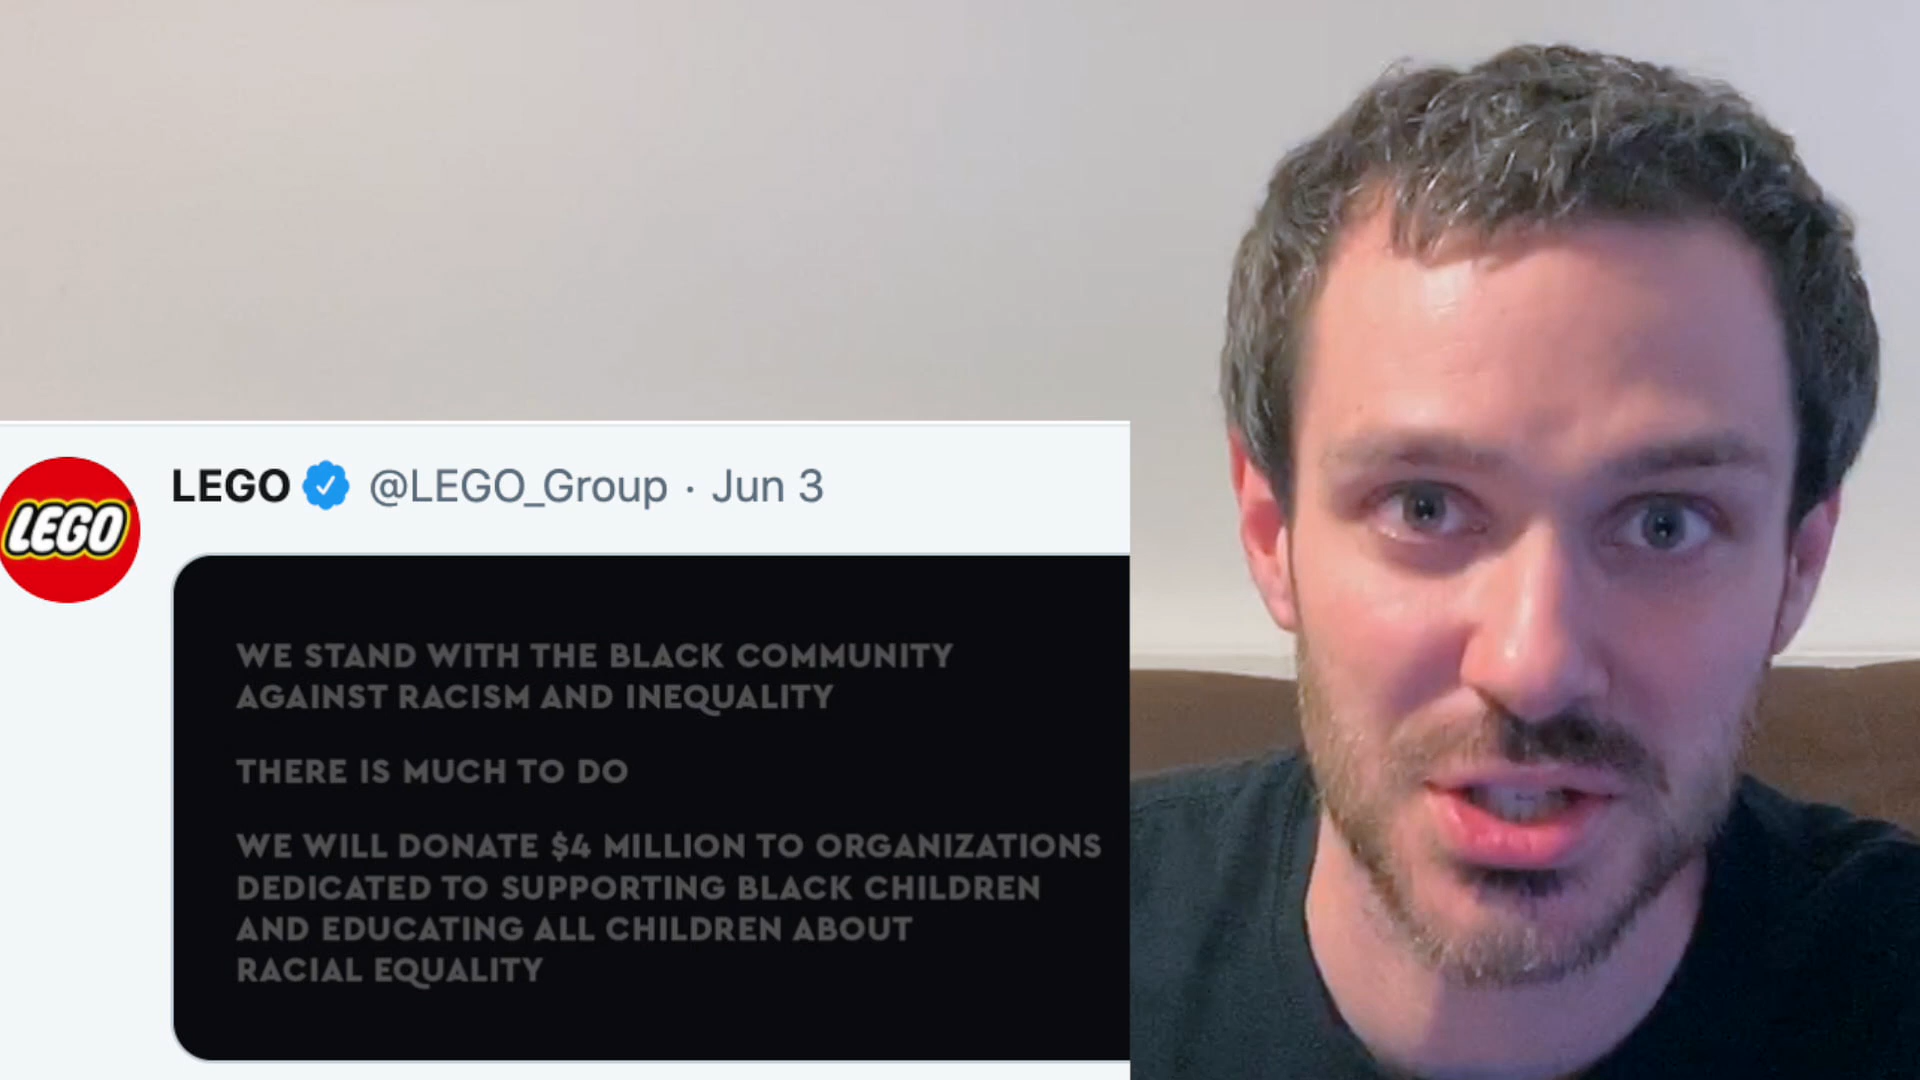 LEGO @LEGO_Group · Jun 3
LEGO
WE STAND WITH THE BLACK COMMUNITY
AGAINST RACISM AND INEQUALITY
THERE IS MUCH TO DO
WE WILL DONATE $4 MILLION TO ORGANIZATIONS
DEDICATED TO SUPPORTING BLACK CHILDREN
AND EDUCATING ALL CHILDREN ABOUT
RACIAL EQUALITY